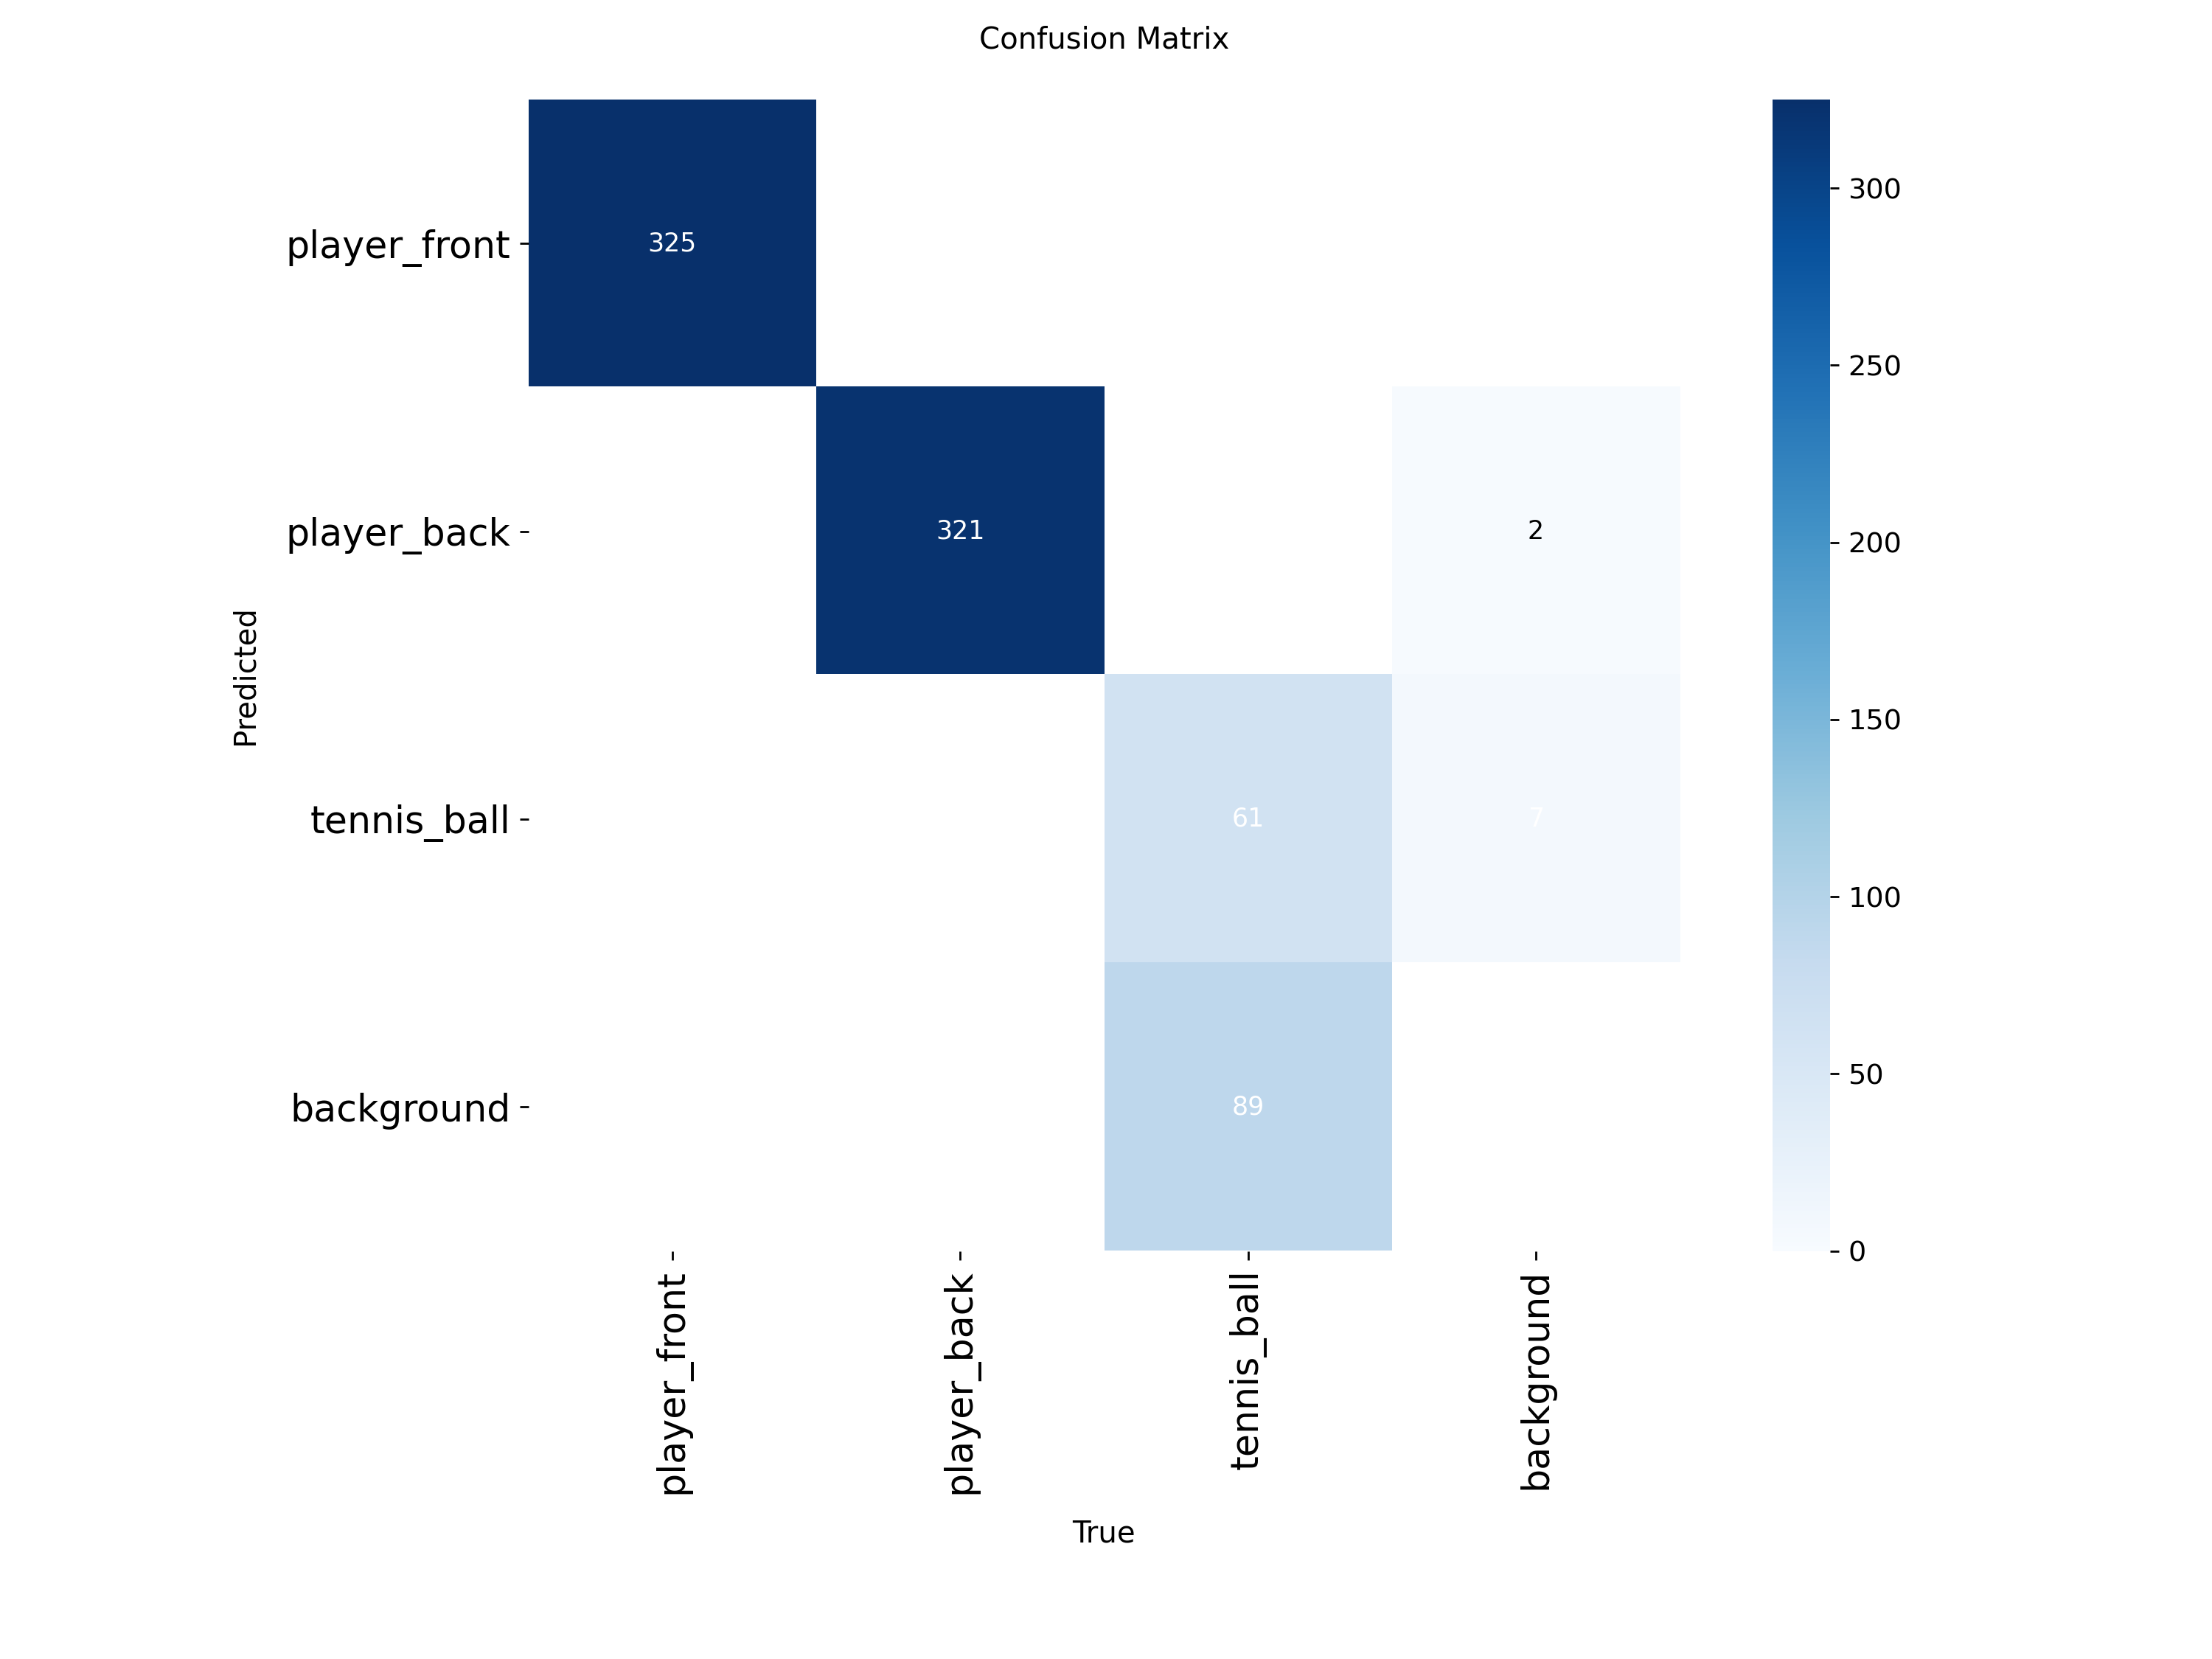 Confusion Matrix
player_front
325
300
250
player_back
321
2
200
Predicted
150
tennis_ball
61
7
100
50
background
89
0
player_front
player_back
tennis_ball
background
True